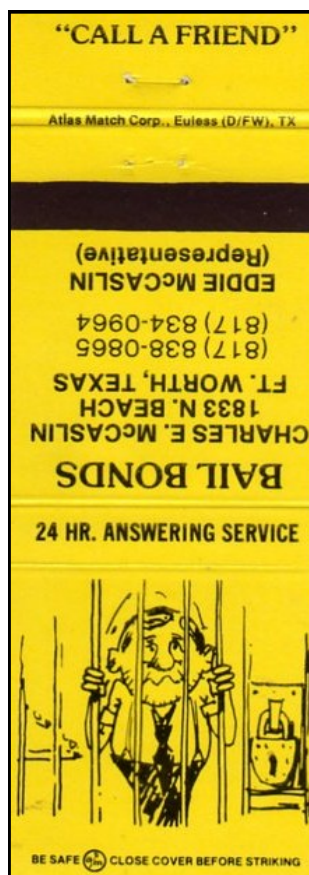 "CALL A FRIEND"
Atlas Match Corp., Euless (D/FW), TX
BAIL BONDS
CHARLES E. McCASLIN
1833 N. BEACH
FT. WORTH, TEXAS
(817) 838-0865
(817) 834-0964
EDDIE McCASLIN
(Representative)
24 HR. ANSWERING SERVICE
BE SAFE CLOSE COVER BEFORE STRIKING